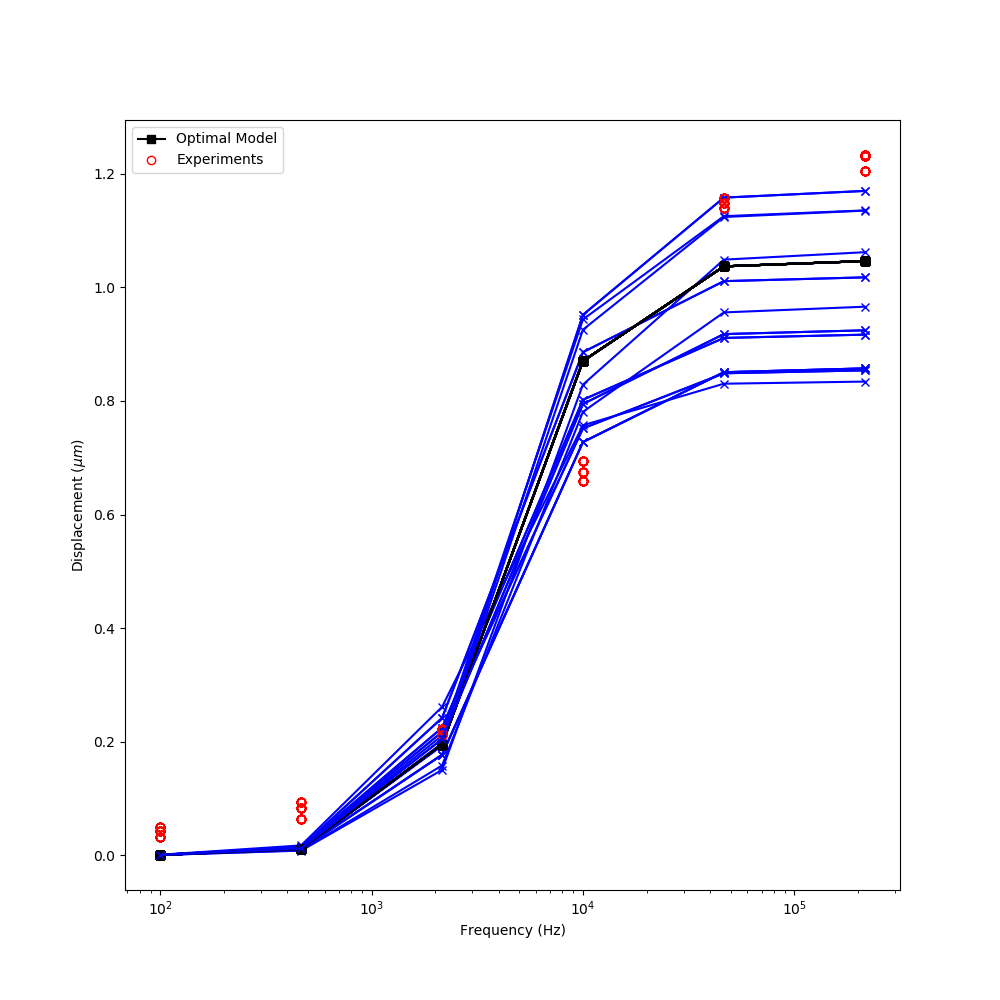 Optimal Model
Experiments
1.2
1.0
0.8
0.6
0.4
0.2
0.0
Displacement (μm)
10²
10³
10⁴
10⁵
Frequency (Hz)